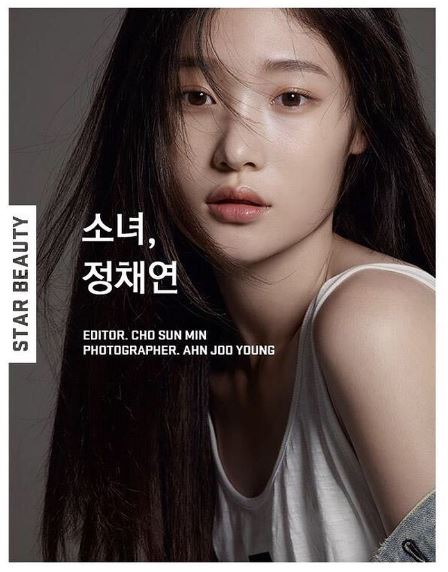 STAR BEAUTY
소녀,
정채연
EDITOR. CHO SUN MIN
PHOTOGRAPHER. AHN JOO YOUNG